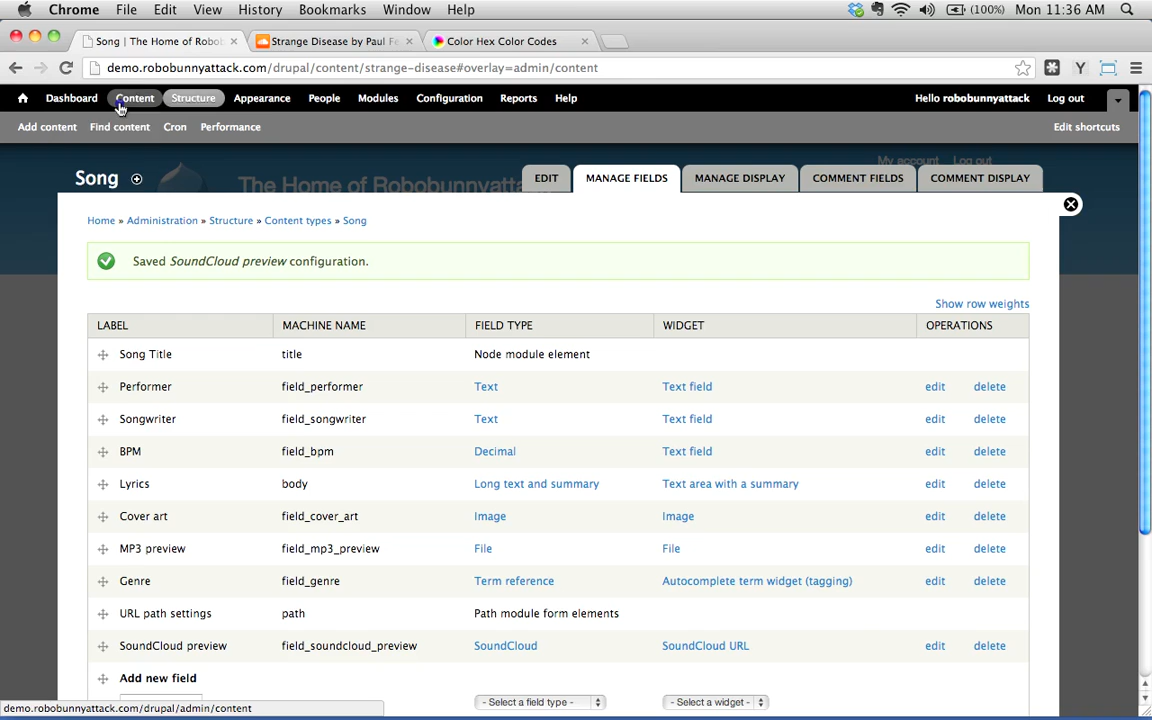 Chrome File Edit View History Bookmarks Window Help (100%) Mon 11:36 AM
Song | The Home of Robo Strange Disease by Paul Fe Color Hex Color Codes
demo.robobunnyattack.com/drupal/content/strange-disease#overlay=admin/content
Dashboard Content Structure Appearance People Modules Configuration Reports Help Hello robobunnyattack Log out
Add content Find content Cron Performance Edit shortcuts
My account Log out
Song The Home of Robobunnyatta EDIT MANAGE FIELDS MANAGE DISPLAY COMMENT FIELDS COMMENT DISPLAY
Home » Administration » Structure » Content types » Song
Saved SoundCloud preview configuration.
Show row weights
LABEL MACHINE NAME FIELD TYPE WIDGET OPERATIONS
Song Title title Node module element
Performer field_performer Text Text field edit delete
Songwriter field_songwriter Text Text field edit delete
BPM field_bpm Decimal Text field edit delete
Lyrics body Long text and summary Text area with a summary edit delete
Cover art field_cover_art Image Image edit delete
MP3 preview field_mp3_preview File File edit delete
Genre field_genre Term reference Autocomplete term widget (tagging) edit delete
URL path settings path Path module form elements
SoundCloud preview field_soundcloud_preview SoundCloud SoundCloud URL edit delete
Add new field
- Select a field type - - Select a widget -
demo.robobunnyattack.com/drupal/admin/content